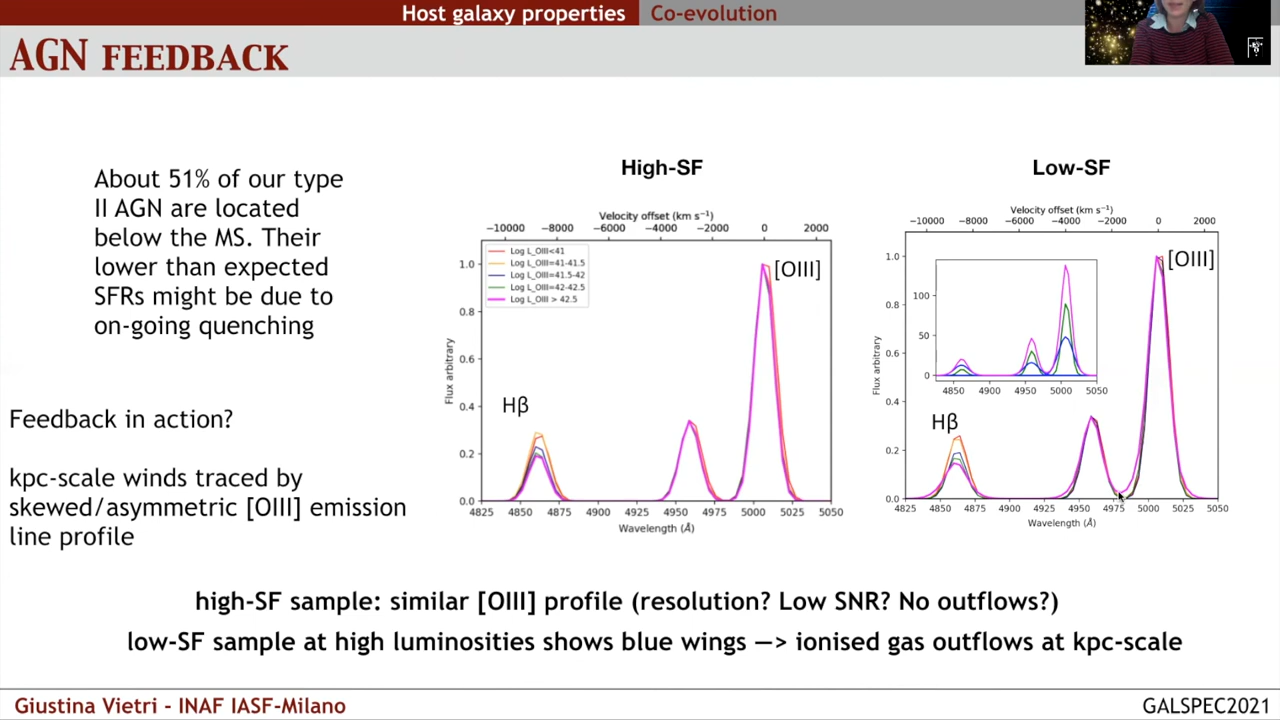 Host galaxy properties
Co-evolution
AGN FEEDBACK
About 51% of our type
II AGN are located
below the MS. Their
lower than expected
SFRs might be due to
on-going quenching
Feedback in action?
kpc-scale winds traced by
skewed/asymmetric [OIII] emission
line profile
High-SF
Velocity offset (km s⁻¹)
−10000 −8000 −6000 −4000 −2000 0 2000
Log L_OIII<41
Log L_OIII=41-41.5
Log L_OIII=41.5-42
Log L_OIII=42-42.5
Log L_OIII > 42.5
[OIII]
Hβ
Flux arbitrary
1.0
0.8
0.6
0.4
0.2
0.0
4825 4850 4875 4900 4925 4950 4975 5000 5025 5050
Wavelength (Å)
Low-SF
Velocity offset (km s⁻¹)
−10000 −8000 −6000 −4000 −2000 0 2000
[OIII]
Hβ
Flux arbitrary
1.0
0.8
0.6
0.4
0.2
0.0
100
50
0
4850 4900 4950 5000 5050
4825 4850 4875 4900 4925 4950 4975 5000 5025 5050
Wavelength (Å)
high-SF sample: similar [OIII] profile (resolution? Low SNR? No outflows?)
low-SF sample at high luminosities shows blue wings —> ionised gas outflows at kpc-scale
Giustina Vietri - INAF IASF-Milano
GALSPEC2021